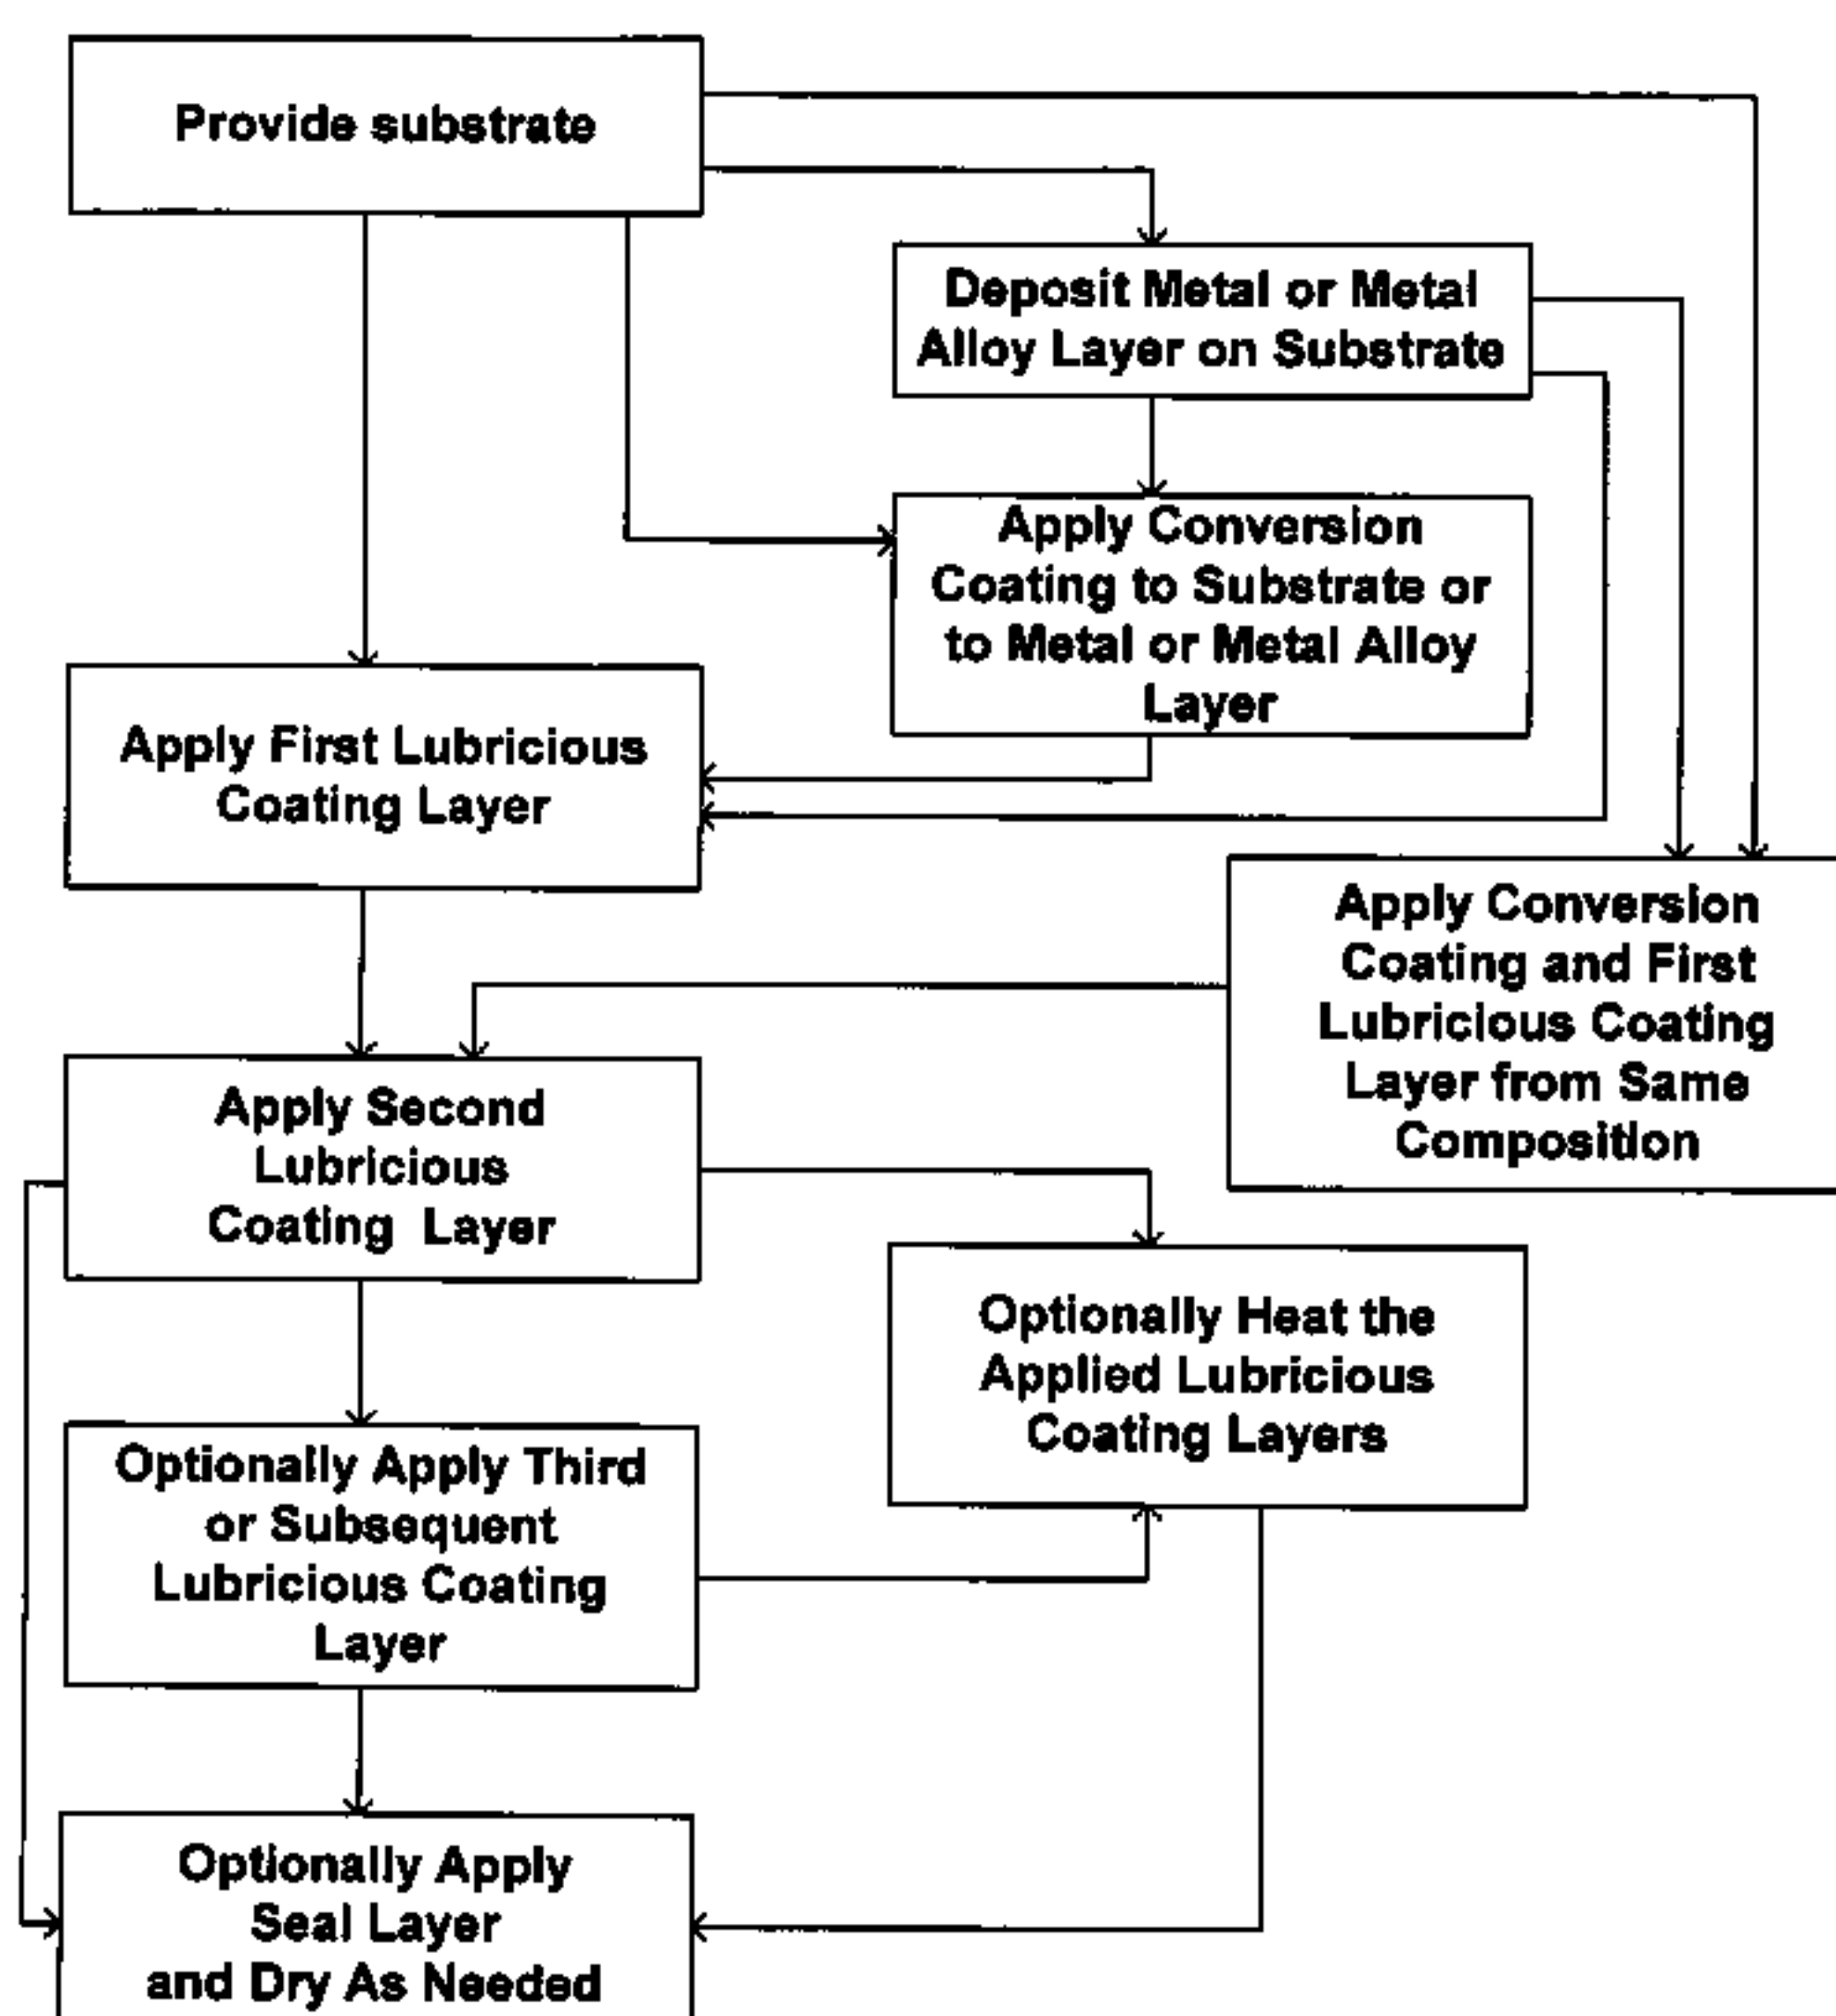 Provide substrate
Deposit Metal or Metal
Alloy Layer on Substrate
Apply Conversion
Coating to Substrate or
to Metal or Metal Alloy
Layer
Apply First Lubricious
Coating Layer
Apply Conversion
Coating and First
Lubricious Coating
Layer from Same
Composition
Apply Second
Lubricious
Coating Layer
Optionally Heat the
Applied Lubricious
Coating Layers
Optionally Apply Third
or Subsequent
Lubricious Coating
Layer
Optionally Apply
Seal Layer
and Dry As Needed